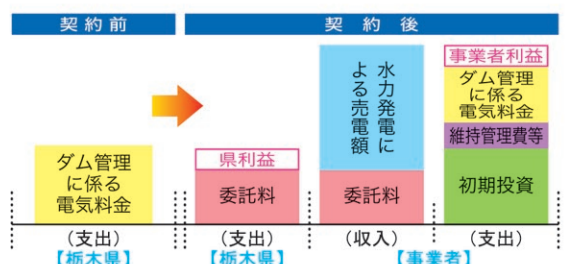 契約前
契約後
ダム管理
に係る
電気料金
県利益
委託料
水力発電に
よる売電額
委託料
事業者利益
ダム管理
に係る
電気料金
維持管理費等
初期投資
(支出)
(支出)
(収入)
(支出)
【栃木県】
【栃木県】
【事業者】